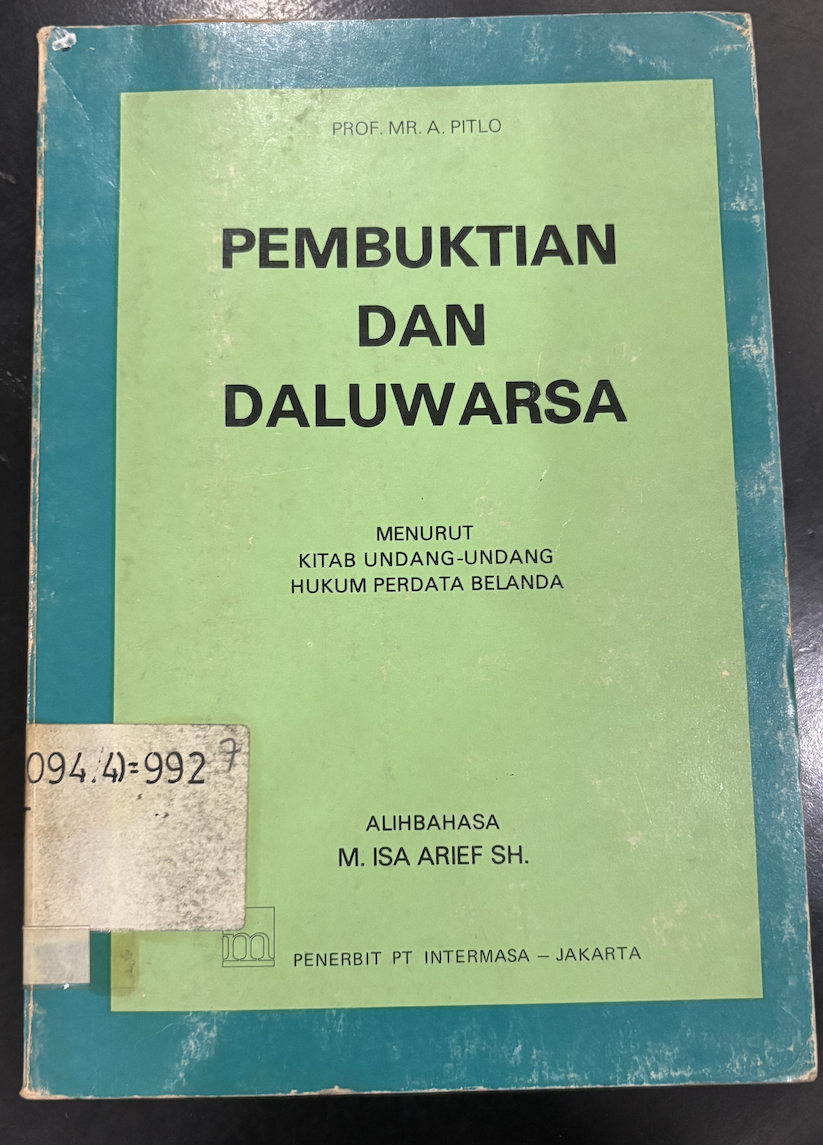 PROF. MR. A. PITLO
PEMBUKTIAN
DAN
DALUWARSA
MENURUT
KITAB UNDANG-UNDANG
HUKUM PERDATA BELANDA
094.4)=992 7
ALIHBAHASA
M. ISA ARIEF SH.
m
PENERBIT PT INTERMASA – JAKARTA